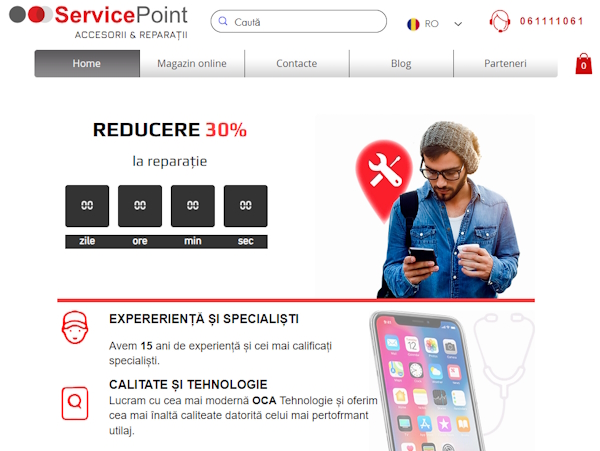 ServicePoint
ACCESORII & REPARAȚII
Caută
RO
061111061
Home
Magazin online
Contacte
Blog
Parteneri
0
REDUCERE 30%
la reparație
00 00 00 00
zile ore min sec
EXPERERIENȚĂ ȘI SPECIALIȘTI
Avem 15 ani de experiență și cei mai calificați
specialiști.
CALITATE ȘI TEHNOLOGIE
Lucram cu cea mai modernă OCA Tehnologie și oferim
cea mai înaltă caliteate datorită celui mai pertofrmant
utilaj.